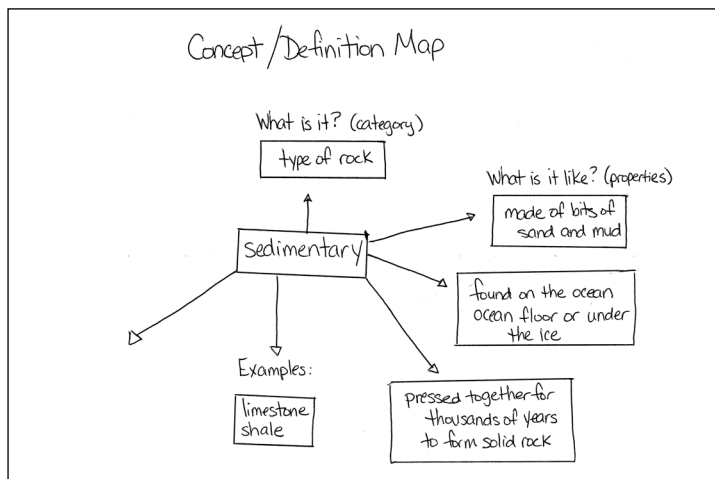 Concept/Definition Map
What is it? (category)
type of rock
What is it like? (properties)
made of bits of
sand and mud
sedimentary
found on the ocean
ocean floor or under
the ice
Examples:
limestone
shale
pressed together for
thousands of years
to form solid rock